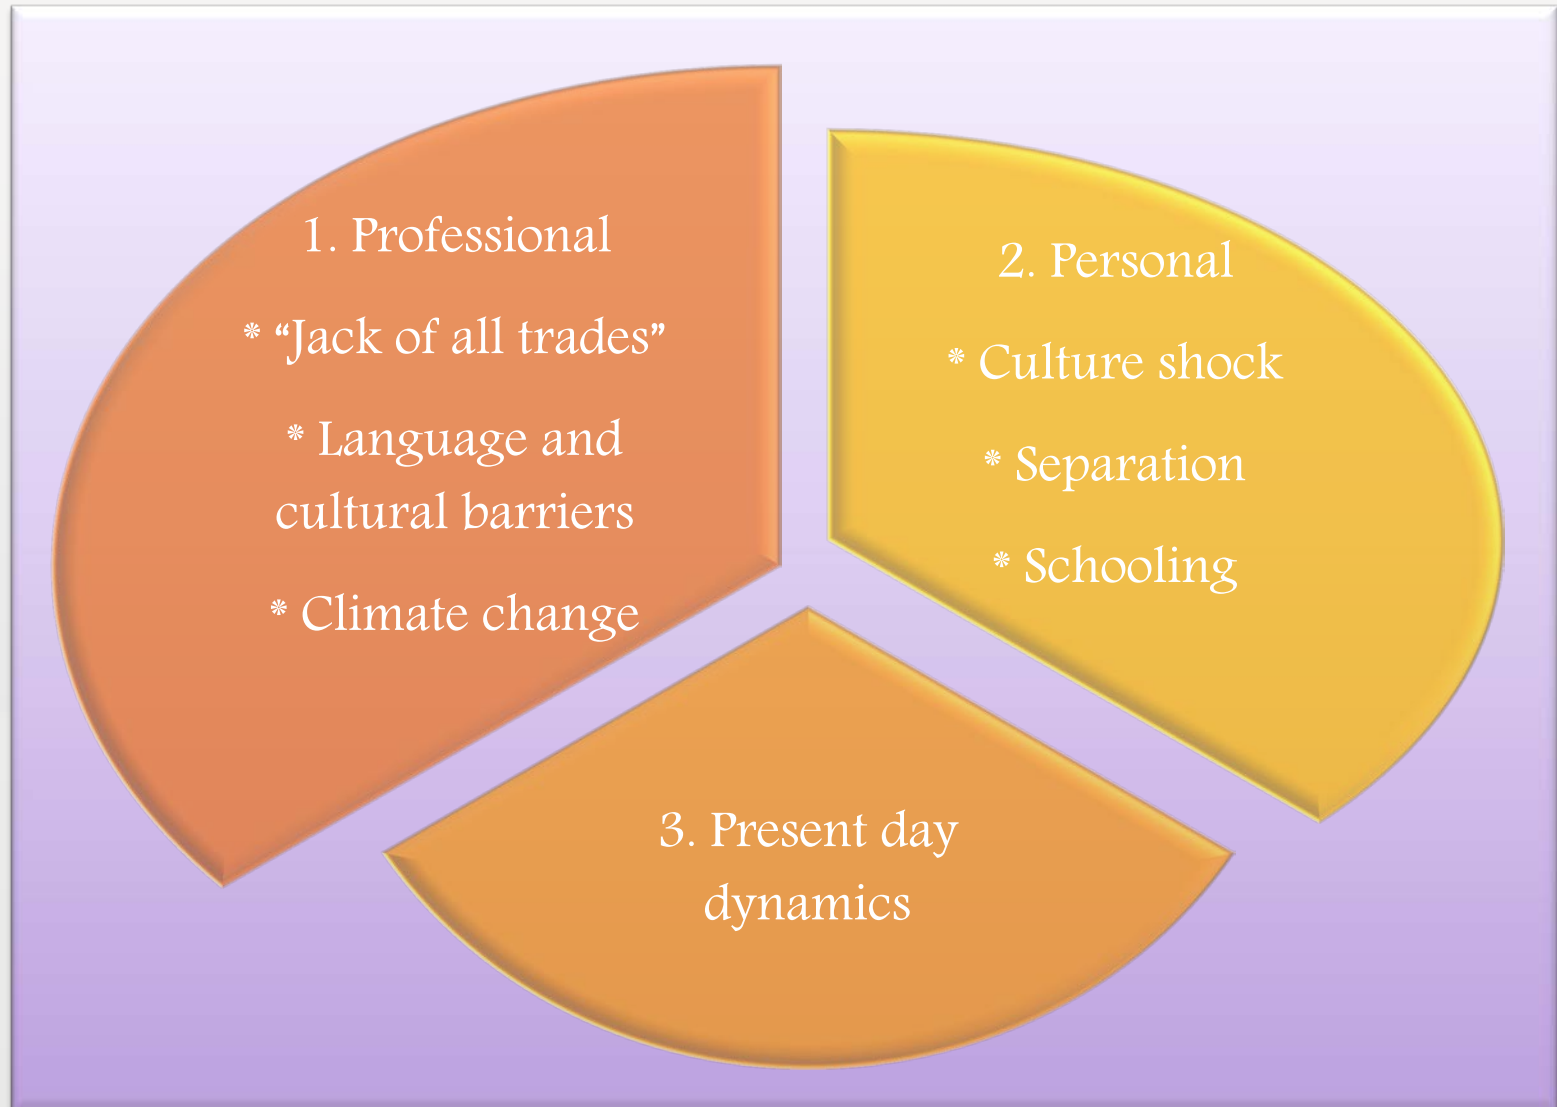 1. Professional
* “Jack of all trades”
* Language and
cultural barriers
* Climate change
2. Personal
* Culture shock
* Separation
* Schooling
3. Present day
dynamics